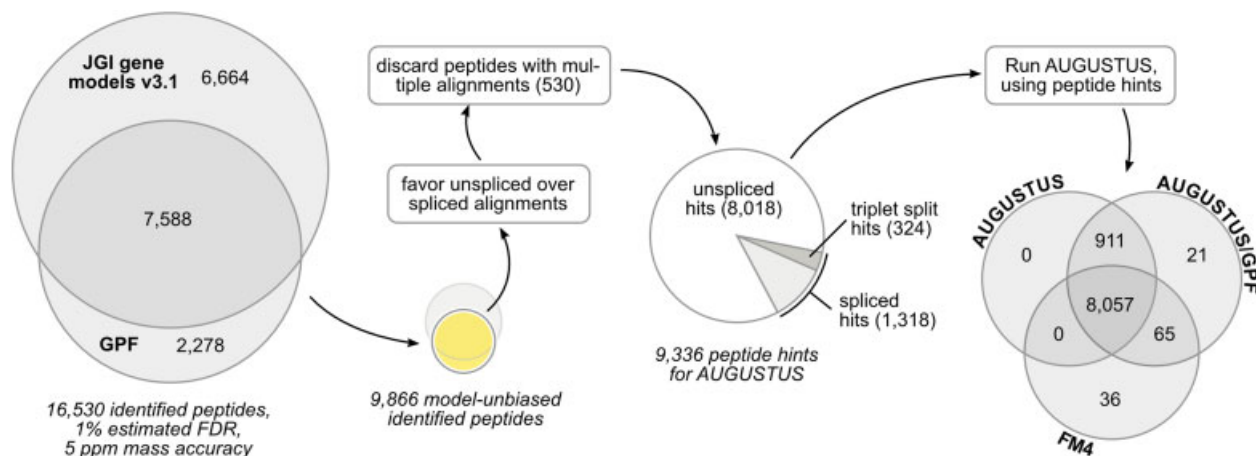 JGI gene
models v3.1
6,664
7,588
GPF
2,278
16,530 identified peptides,
1% estimated FDR,
5 ppm mass accuracy
discard peptides with mul-
tiple alignments (530)
favor unspliced over
spliced alignments
9,866 model-unbiased
identified peptides
unspliced
hits (8,018)
triplet split
hits (324)
spliced
hits (1,318)
9,336 peptide hints
for AUGUSTUS
Run AUGUSTUS,
using peptide hints
AUGUSTUS
AUGUSTUS/GPF
0
911
21
8,057
0
65
36
FM4